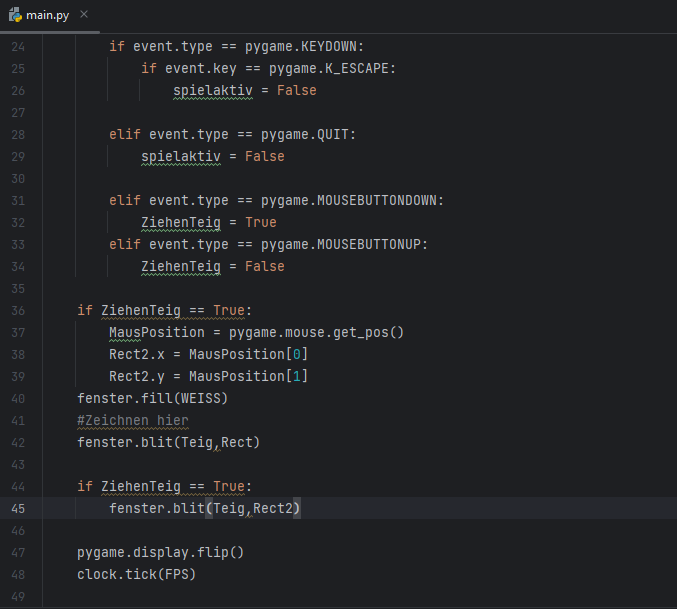 main.py
24 if event.type == pygame.KEYDOWN:
25 if event.key == pygame.K_ESCAPE:
26 spielaktiv = False
27
28 elif event.type == pygame.QUIT:
29 spielaktiv = False
30
31 elif event.type == pygame.MOUSEBUTTONDOWN:
32 ZiehenTeig = True
33 elif event.type == pygame.MOUSEBUTTONUP:
34 ZiehenTeig = False
35
36 if ZiehenTeig == True:
37 MausPosition = pygame.mouse.get_pos()
38 Rect2.x = MausPosition[0]
39 Rect2.y = MausPosition[1]
40 fenster.fill(WEISS)
41 #Zeichnen hier
42 fenster.blit(Teig,Rect)
43
44 if ZiehenTeig == True:
45 fenster.blit(Teig,Rect2)
46
47 pygame.display.flip()
48 clock.tick(FPS)
49